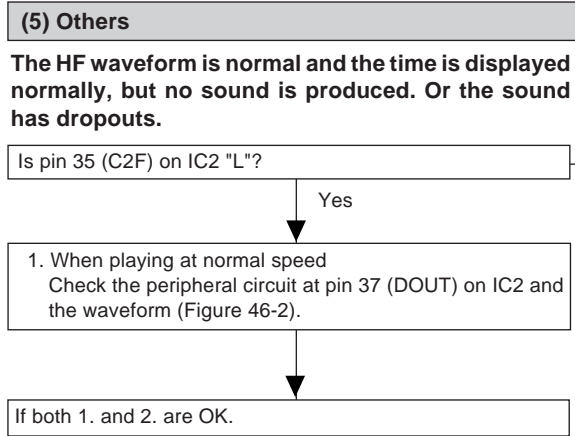 (5) Others
The HF waveform is normal and the time is displayed
normally, but no sound is produced. Or the sound
has dropouts.
Is pin 35 (C2F) on IC2 "L"?
Yes
1. When playing at normal speed
Check the peripheral circuit at pin 37 (DOUT) on IC2 and
the waveform (Figure 46-2).
If both 1. and 2. are OK.